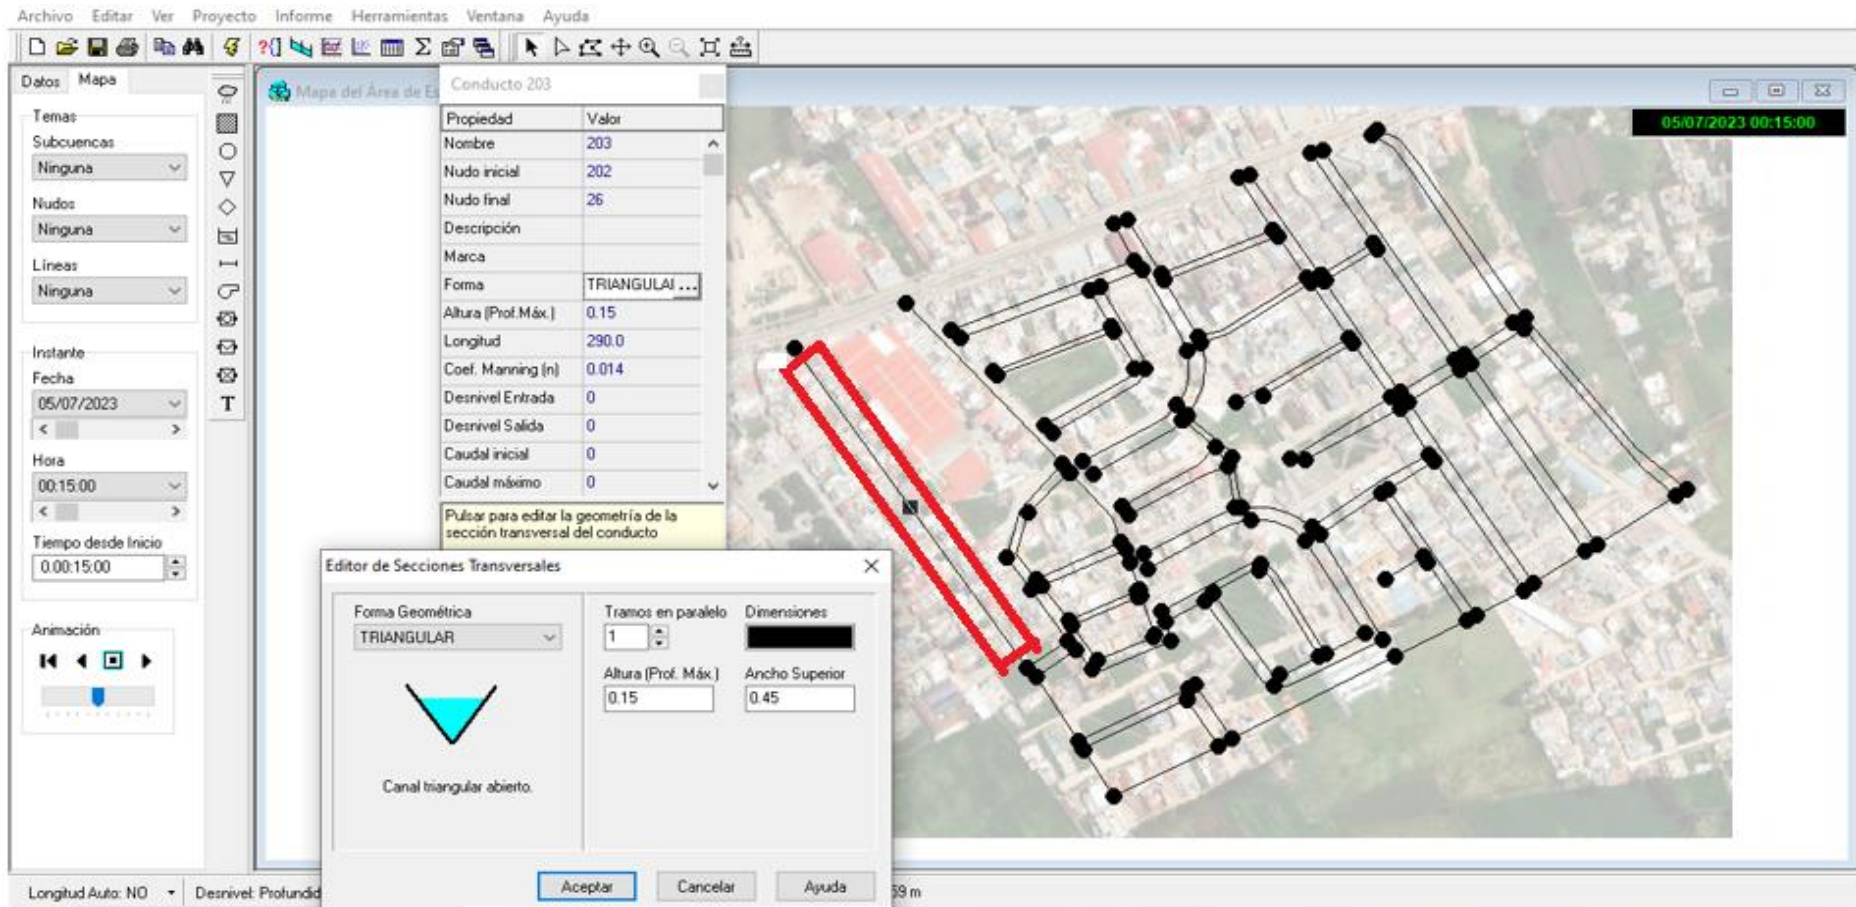 Archivo Editar Ver Proyecto Informe Herramientas Ventana Ayuda
Datos Mapa
Temas
Subcuencas
Ninguna
Nudos
Ninguna
Líneas
Ninguna
Instante
Fecha
05/07/2023
Hora
00:15:00
Tiempo desde Inicio
0.00:15:00
Animación
T
Mapa del Área de Es
05/07/2023 00:15:00
Conducto 203
Propiedad Valor
Nombre 203
Nudo inicial 202
Nudo final 26
Descripción
Marca
Forma TRIANGULAI ...
Altura (Prof.Máx.) 0.15
Longitud 290.0
Coef. Manning (n) 0.014
Desnivel Entrada 0
Desnivel Salida 0
Caudal inicial 0
Caudal máximo 0
Pulsar para editar la geometría de la
sección transversal del conducto
Editor de Secciones Transversales
Forma Geométrica
TRIANGULAR
Canal triangular abierto.
Tramos en paralelo Dimensiones
1
Altura (Prof. Máx.) Ancho Superior
0.15 0.45
Aceptar Cancelar Ayuda
Longitud Auto: NO Desnivel: Profundid
59 m